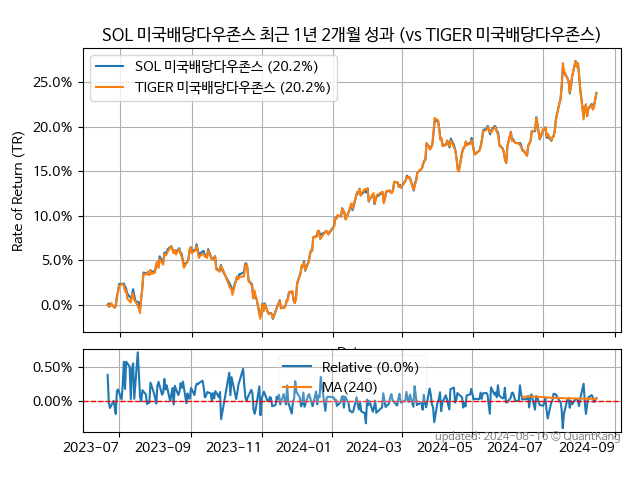 SOL 미국배당다우존스 최근 1년 2개월 성과 (vs TIGER 미국배당다우존스)
SOL 미국배당다우존스 (20.2%)
TIGER 미국배당다우존스 (20.2%)
Rate of Return (TR)
25.0%
20.0%
15.0%
10.0%
5.0%
0.0%
Relative (0.0%)
MA(240)
0.50%
0.00%
2023-07
2023-09
2023-11
2024-01
2024-03
2024-05
2024-07
2024-09
updated: 2024-08-16 © QuantKang